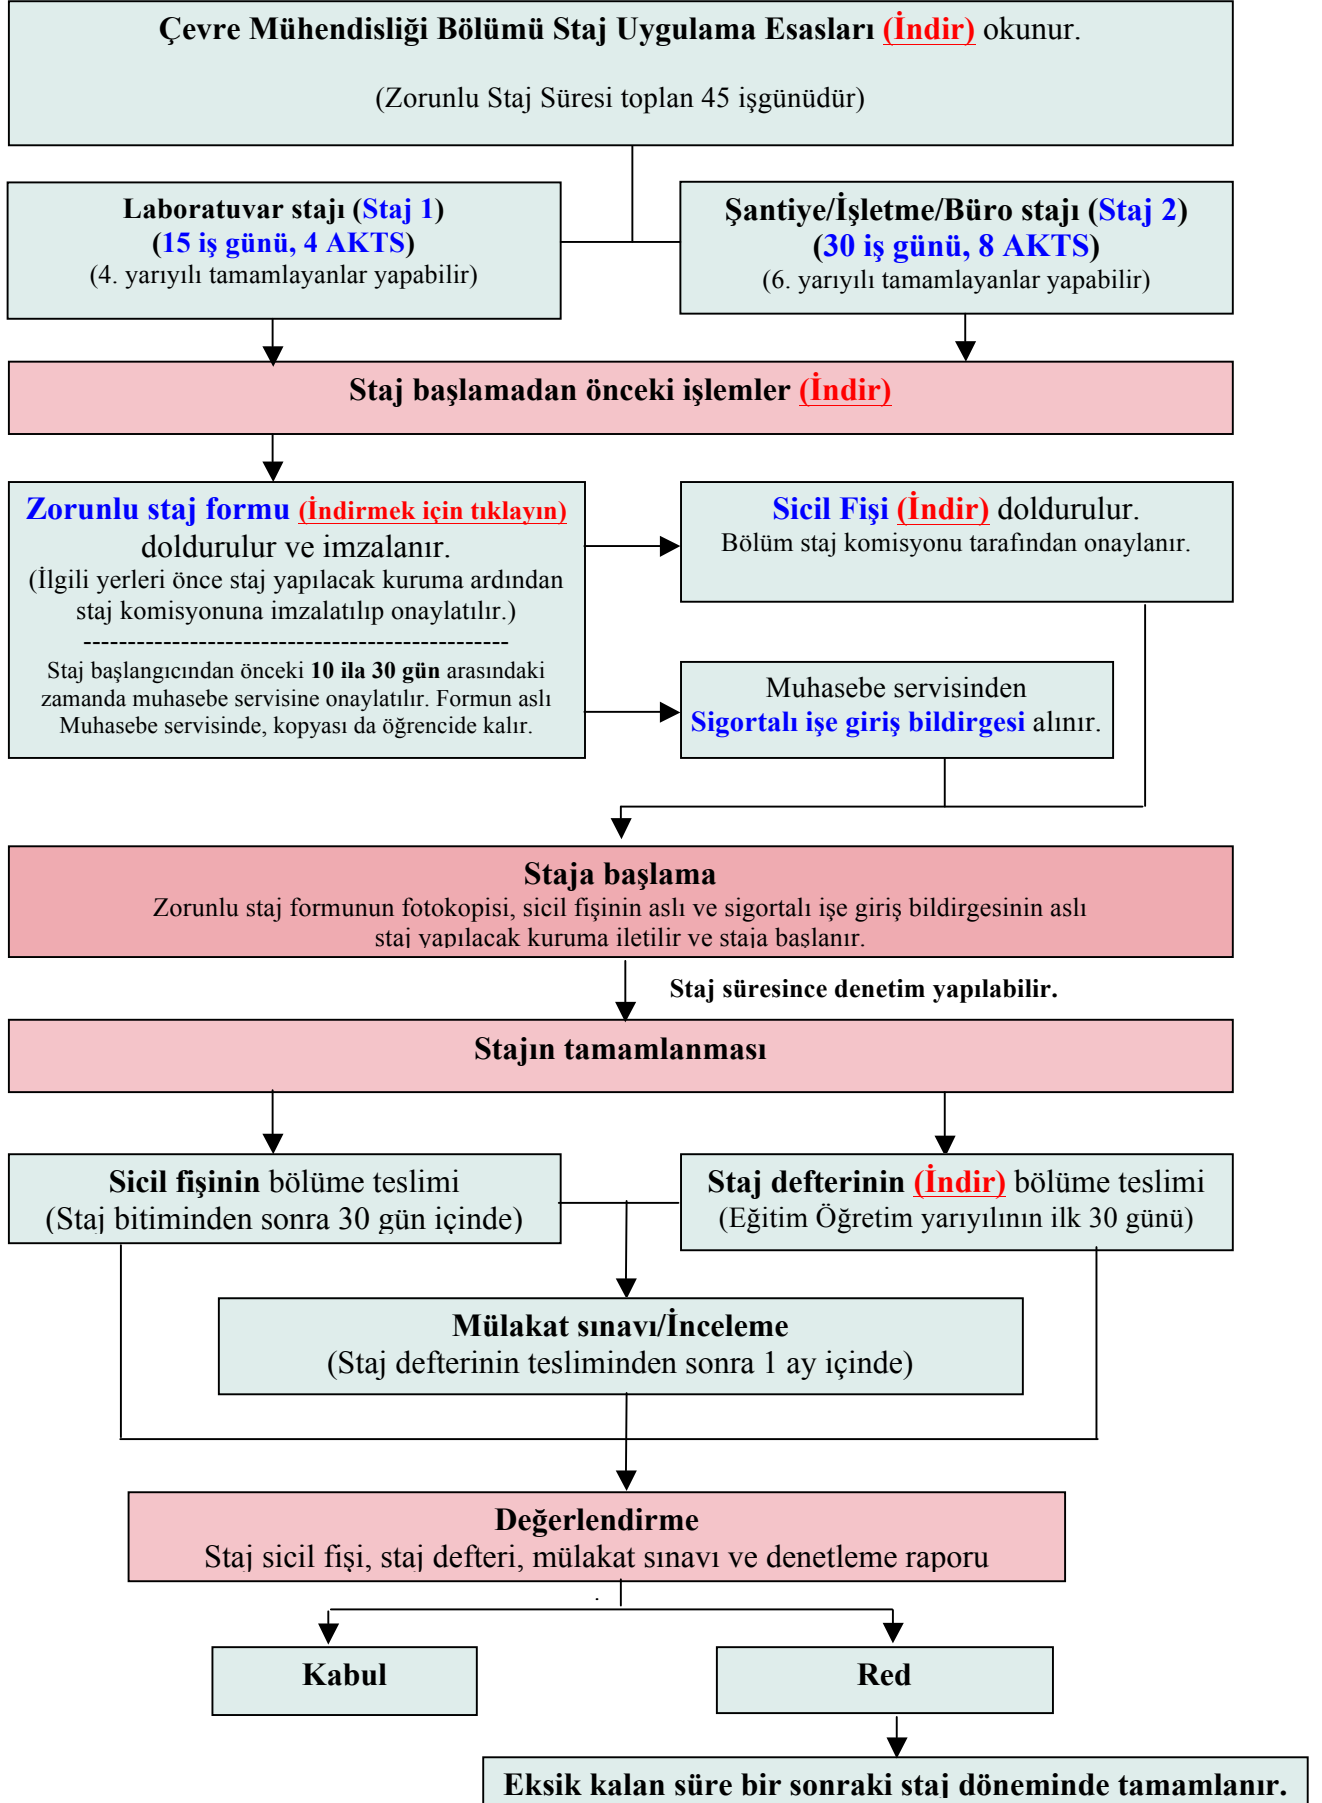 Çevre Mühendisliği Bölümü Staj Uygulama Esasları (İndir) okunur.
(Zorunlu Staj Süresi toplan 45 işgünüdür)
Laboratuvar stajı (Staj 1)
(15 iş günü, 4 AKTS)
(4. yarıyılı tamamlayanlar yapabilir)
Şantiye/İşletme/Büro stajı (Staj 2)
(30 iş günü, 8 AKTS)
(6. yarıyılı tamamlayanlar yapabilir)
Staj başlamadan önceki işlemler (İndir)
Zorunlu staj formu (İndirmek için tıklayın)
doldurulur ve imzalanır.
(İlgili yerleri önce staj yapılacak kuruma ardından
staj komisyonuna imzalatılıp onaylatılır.)
------------------------------------------------
Staj başlangıcından önceki 10 ila 30 gün arasındaki
zamanda muhasebe servisine onaylatılır. Formun aslı
Muhasebe servisinde, kopyası da öğrencide kalır.
Sicil Fişi (İndir) doldurulur.
Bölüm staj komisyonu tarafından onaylanır.
Muhasebe servisinden
Sigortalı işe giriş bildirgesi alınır.
Staja başlama
Zorunlu staj formunun fotokopisi, sicil fişinin aslı ve sigortalı işe giriş bildirgesinin aslı
staj yapılacak kuruma iletilir ve staja başlanır.
Staj süresince denetim yapılabilir.
Stajın tamamlanması
Sicil fişinin bölüme teslimi
(Staj bitiminden sonra 30 gün içinde)
Staj defterinin (İndir) bölüme teslimi
(Eğitim Öğretim yarıyılının ilk 30 günü)
Mülakat sınavı/İnceleme
(Staj defterinin tesliminden sonra 1 ay içinde)
Değerlendirme
Staj sicil fişi, staj defteri, mülakat sınavı ve denetleme raporu
.
Kabul
Red
Eksik kalan süre bir sonraki staj döneminde tamamlanır.